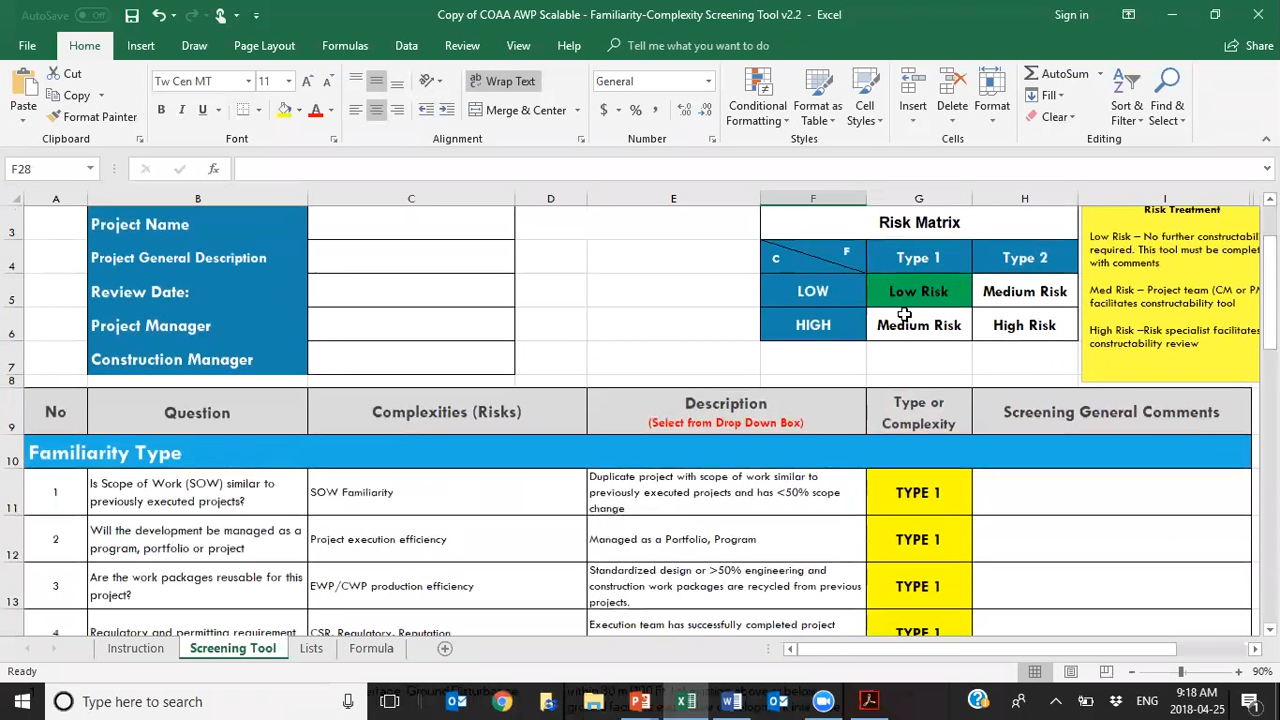 AutoSave Off
Copy of COAA AWP Scalable - Familiarity-Complexity Screening Tool v2.2 - Excel
Sign in
File Home Insert Draw Page Layout Formulas Data Review View Help Tell me what you want to do Share
Paste
Cut
Copy
Format Painter
Clipboard
Tw Cen MT 11
B I U
Font
Wrap Text
Merge & Center
Alignment
General
$ % ,
Number
Conditional Formatting
Format as Table
Cell Styles
Styles
Insert Delete Format
Cells
AutoSum
Fill
Clear
Sort & Filter
Find & Select
Editing
F28
fx
A B C D E F G H I
3 Project Name
4 Project General Description
5 Review Date:
6 Project Manager
7 Construction Manager
8
Risk Matrix
C F Type 1 Type 2
LOW Low Risk Medium Risk
HIGH Medium Risk High Risk
Risk Treatment
Low Risk – No further constructabil
required. This tool must be complet
with comments
Med Risk – Project team (CM or PM
facilitates constructability tool
High Risk –Risk specialist facilitates
constructability review
9 No Question Complexities (Risks) Description
(Select from Drop Down Box)
Type or
Complexity
Screening General Comments
10 Familiarity Type
11 1 Is Scope of Work (SOW) similar to
previously executed projects?
SOW Familiarity
Duplicate project with scope of work similar to
previously executed projects and has <50% scope
change
TYPE 1
12 2 Will the development be managed as a
program, portfolio or project
Project execution efficiency
Managed as a Portfolio, Program
TYPE 1
13 3 Are the work packages reusable for this
project?
EWP/CWP production efficiency
Standardized design or >50% engineering and
construction work packages are recycled from previous
projects.
TYPE 1
4 Regulatory and permitting requirement
CSR, Regulatory, Reputation
Execution team has successfully completed project
TYPE 1
Instruction Screening Tool Lists Formula
Ready
90%
Type here to search
ENG
9:18 AM
2018-04-25